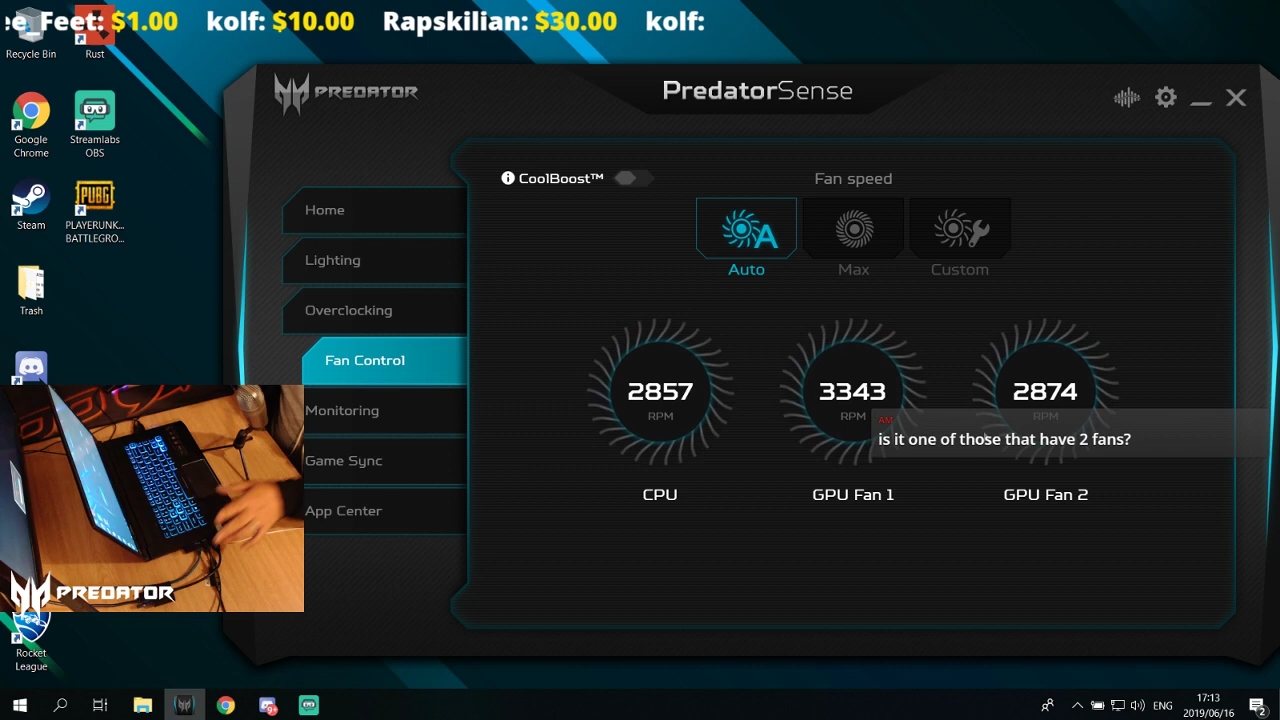 ee_Feet: $1.00 kolf: $10.00 Rapskilian: $30.00 kolf:
Recycle Bin
Rust
Google
Chrome
Streamlabs
OBS
Steam
PLAYERUNK...
BATTLEGRO...
Trash
PREDATOR
PredatorSense
Home
Lighting
Overclocking
Fan Control
Monitoring
Game Sync
App Center
CoolBoost™
Fan speed
Auto
Max
Custom
2857
RPM
3343
RPM
2874
RPM
AM
is it one of those that have 2 fans?
CPU
GPU Fan 1
GPU Fan 2
PREDATOR
Rocket
League
ENG
17:13
2019/06/16
2